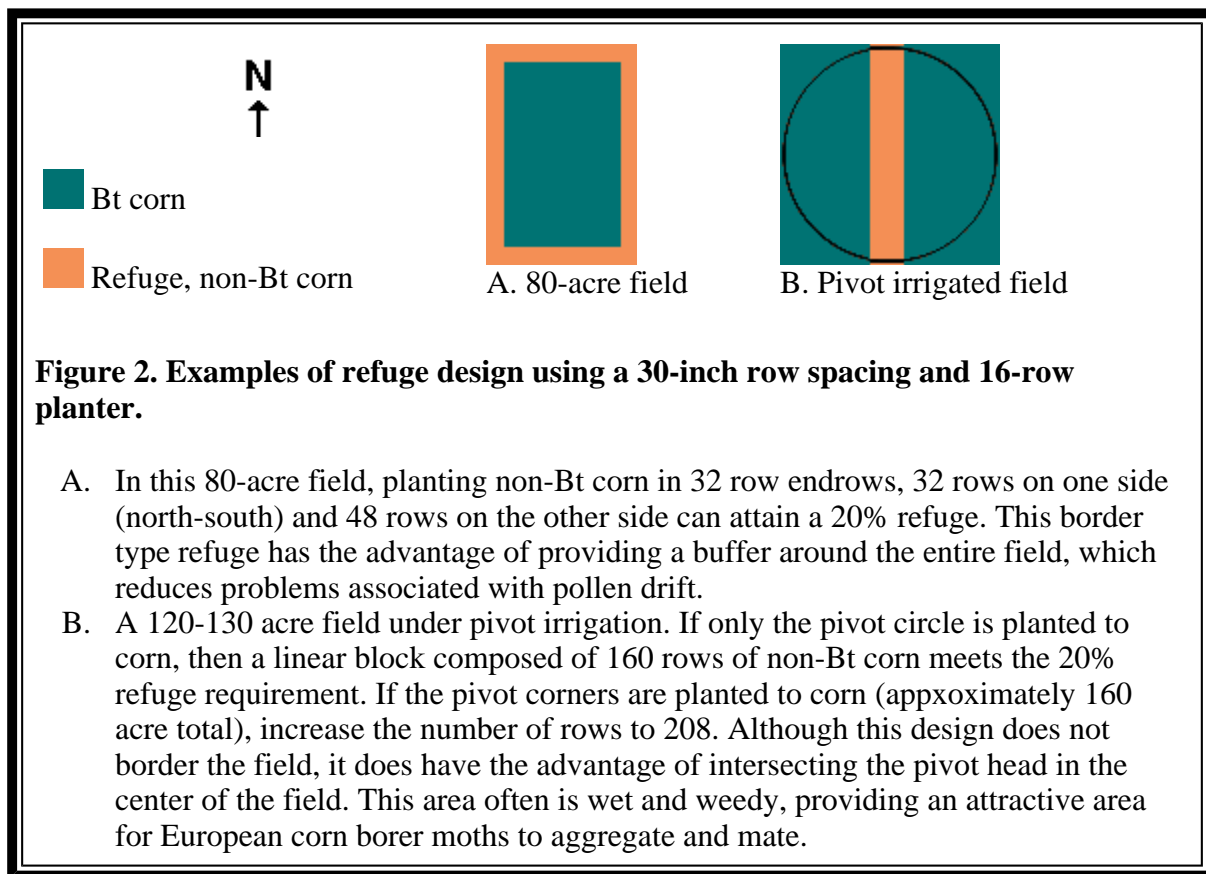 N
↑
Bt corn
Refuge, non-Bt corn
A. 80-acre field
B. Pivot irrigated field
Figure 2. Examples of refuge design using a 30-inch row spacing and 16-row
planter.
A. In this 80-acre field, planting non-Bt corn in 32 row endrows, 32 rows on one side
(north-south) and 48 rows on the other side can attain a 20% refuge. This border
type refuge has the advantage of providing a buffer around the entire field, which
reduces problems associated with pollen drift.
B. A 120-130 acre field under pivot irrigation. If only the pivot circle is planted to
corn, then a linear block composed of 160 rows of non-Bt corn meets the 20%
refuge requirement. If the pivot corners are planted to corn (appxoximately 160
acre total), increase the number of rows to 208. Although this design does not
border the field, it does have the advantage of intersecting the pivot head in the
center of the field. This area often is wet and weedy, providing an attractive area
for European corn borer moths to aggregate and mate.